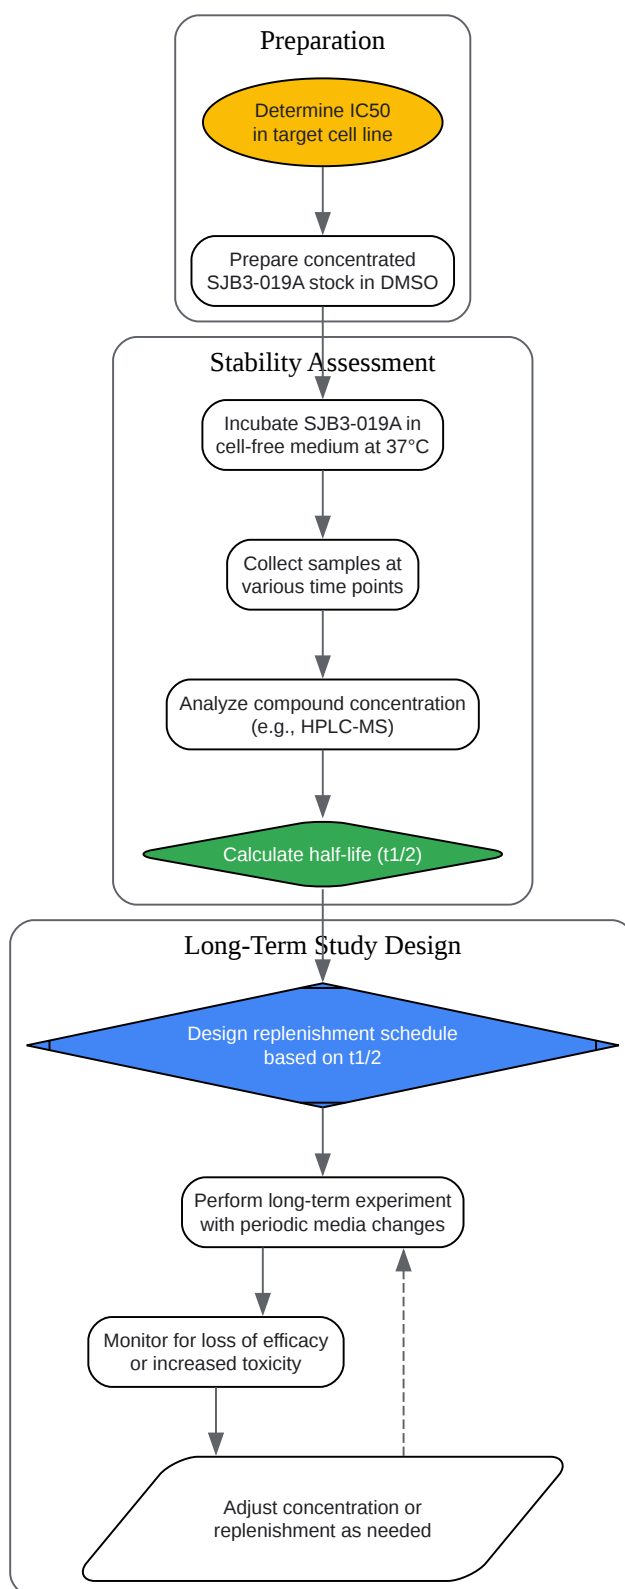 Preparation
Determine IC50
in target cell line
Prepare concentrated
SJB3-019A stock in DMSO
Stability Assessment
Incubate SJB3-019A in
cell-free medium at 37°C
Collect samples at
various time points
Analyze compound concentration
(e.g., HPLC-MS)
Calculate half-life (t1/2)
Long-Term Study Design
Design replenishment schedule
based on t1/2
Perform long-term experiment
with periodic media changes
Monitor for loss of efficacy
or increased toxicity
Adjust concentration or
replenishment as needed